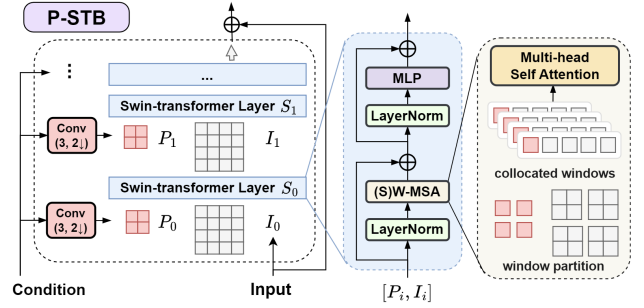 P-STB
...
Swin-transformer Layer S₁
Conv
(3, 2↓)
P₁
I₁
Swin-transformer Layer S₀
Conv
(3, 2↓)
P₀
I₀
Condition
Input
MLP
LayerNorm
(S)W-MSA
LayerNorm
[Pᵢ, Iᵢ]
Multi-head
Self Attention
collocated windows
window partition